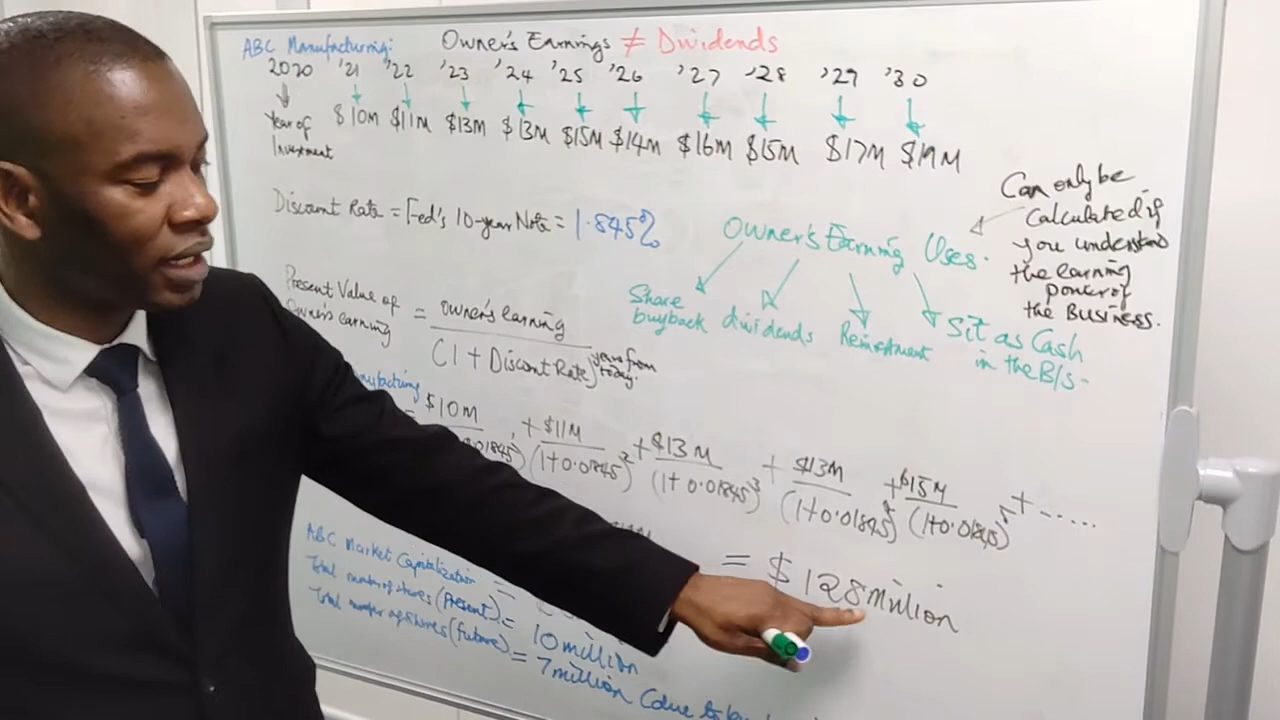 ABC Manufacturing: Owner's Earnings ≠ Dividends
2020 '21 '22 '23 '24 '25 '26 '27 '28 '29 '30
Year of Investment
$10M $11M $13M $13M $15M $14M $16M $15M $17M $19M
Discount Rate = Fed's 10-year Note = 1.845%
Owner's Earning Uses.
Share buyback
dividends
Reinvestment
Sit as Cash
in the B/s.
Can only be
Calculated if
you understand
the earning
power of
the Business.
Present Value of
Owner's earning
= owner's earning
(1 + Discount Rate) years from
today.
$10M + $11M + $13M + $13M + $15M + ......
0.01845) (1+0.01845)² (1+0.01845)³ (1+0.01845)⁴ (1+0.01845)⁵
= $128 million
ABC Market Capitalization =
Total number of shares (Present) = 10 million
Total number of shares (future) = 7 million (due to